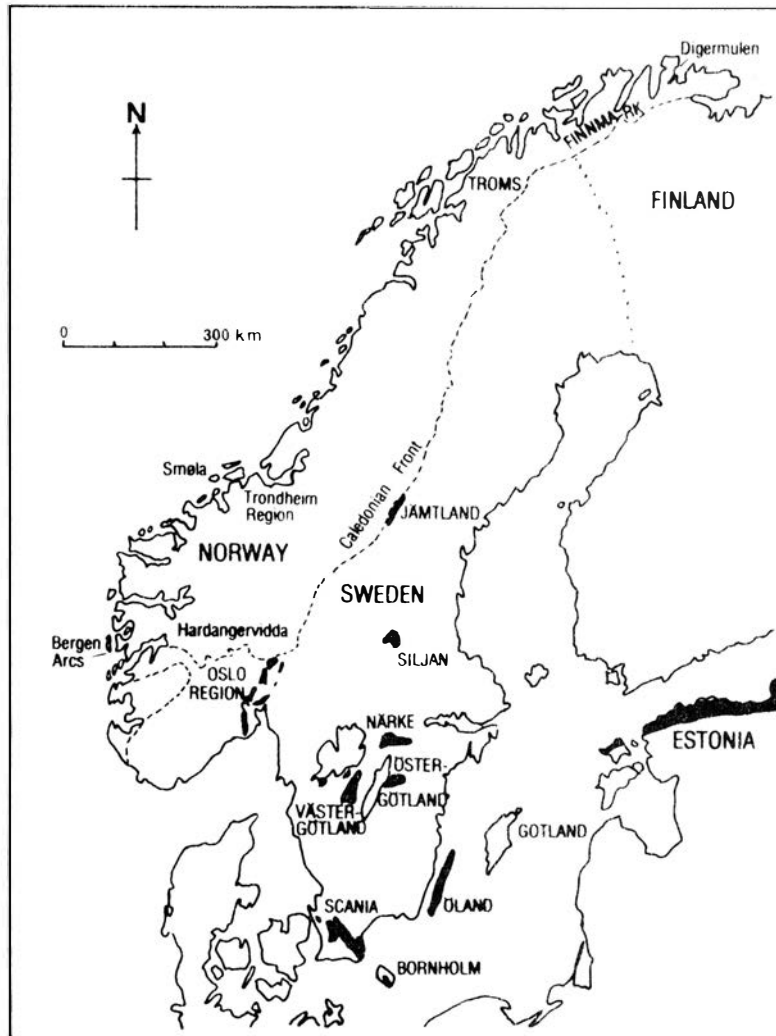 Digermulen
N
FINNMARK
TROMS
FINLAND
0 300 km
Caledonian Front
Smøla
Trondheim
Region
JÄMTLAND
NORWAY
SWEDEN
Hardangervidda
Bergen
Arcs
SILJAN
OSLO
REGION
NÄRKE
ESTONIA
ÖSTER-
GÖTLAND
VÄSTER-
GÖTLAND
GOTLAND
SCANIA
ÖLAND
BORNHOLM